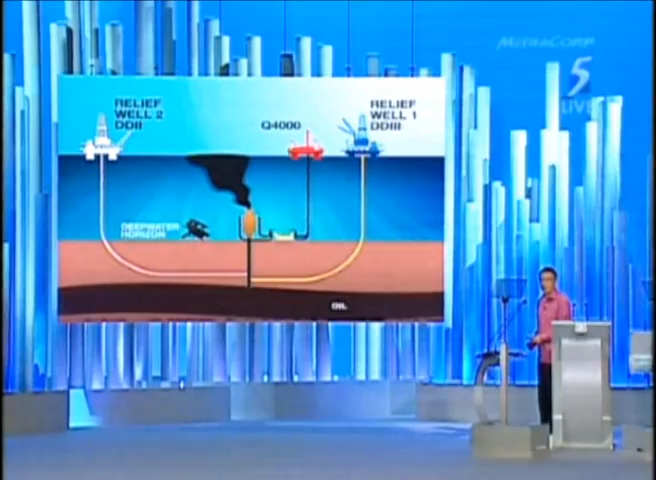 MEDIACORP
5
LIVE
RELIEF
WELL 2
DDII
Q4000
RELIEF
WELL 1
DDIII
DEEPWATER
HORIZON
OIL